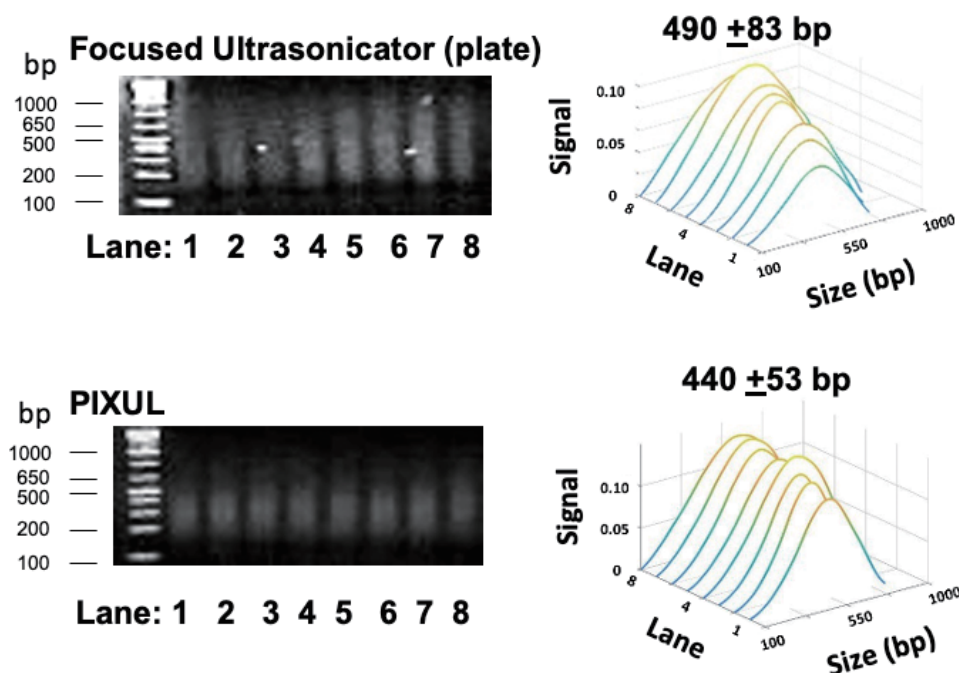 Focused Ultrasonicator (plate)
bp
1000
650
500
200
100
Lane: 1 2 3 4 5 6 7 8
490 +83 bp
Signal
0.10
0.05
0
8
4
1
Lane
100
550
1000
Size (bp)
PIXUL
bp
1000
650
500
200
100
Lane: 1 2 3 4 5 6 7 8
440 +53 bp
Signal
0.10
0.05
0
8
4
1
Lane
100
550
1000
Size (bp)